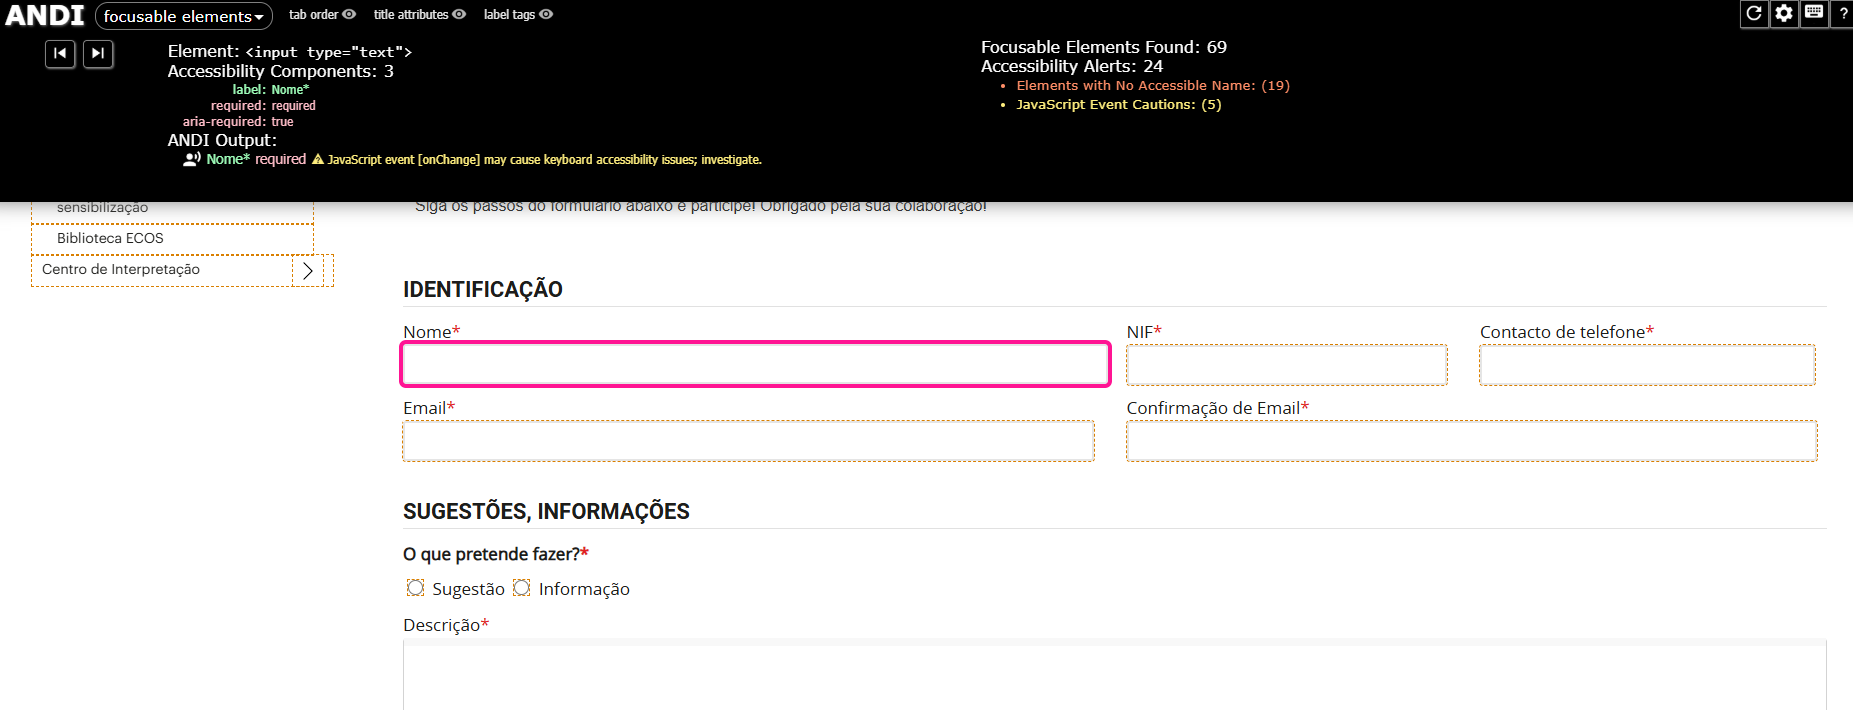 ANDI focusable elements tab order title attributes label tags ?
Element: <input type="text">
Accessibility Components: 3
label: Nome*
required: required
aria-required: true
ANDI Output:
Nome* required JavaScript event [onChange] may cause keyboard accessibility issues; investigate.
Focusable Elements Found: 69
Accessibility Alerts: 24
• Elements with No Accessible Name: (19)
• JavaScript Event Cautions: (5)
sensibilização
Biblioteca ECOS
Centro de Interpretação
Siga os passos do formulário abaixo e participe! Obrigado pela sua colaboração!
IDENTIFICAÇÃO
Nome* NIF* Contacto de telefone*
Email* Confirmação de Email*
SUGESTÕES, INFORMAÇÕES
O que pretende fazer?*
Sugestão Informação
Descrição*